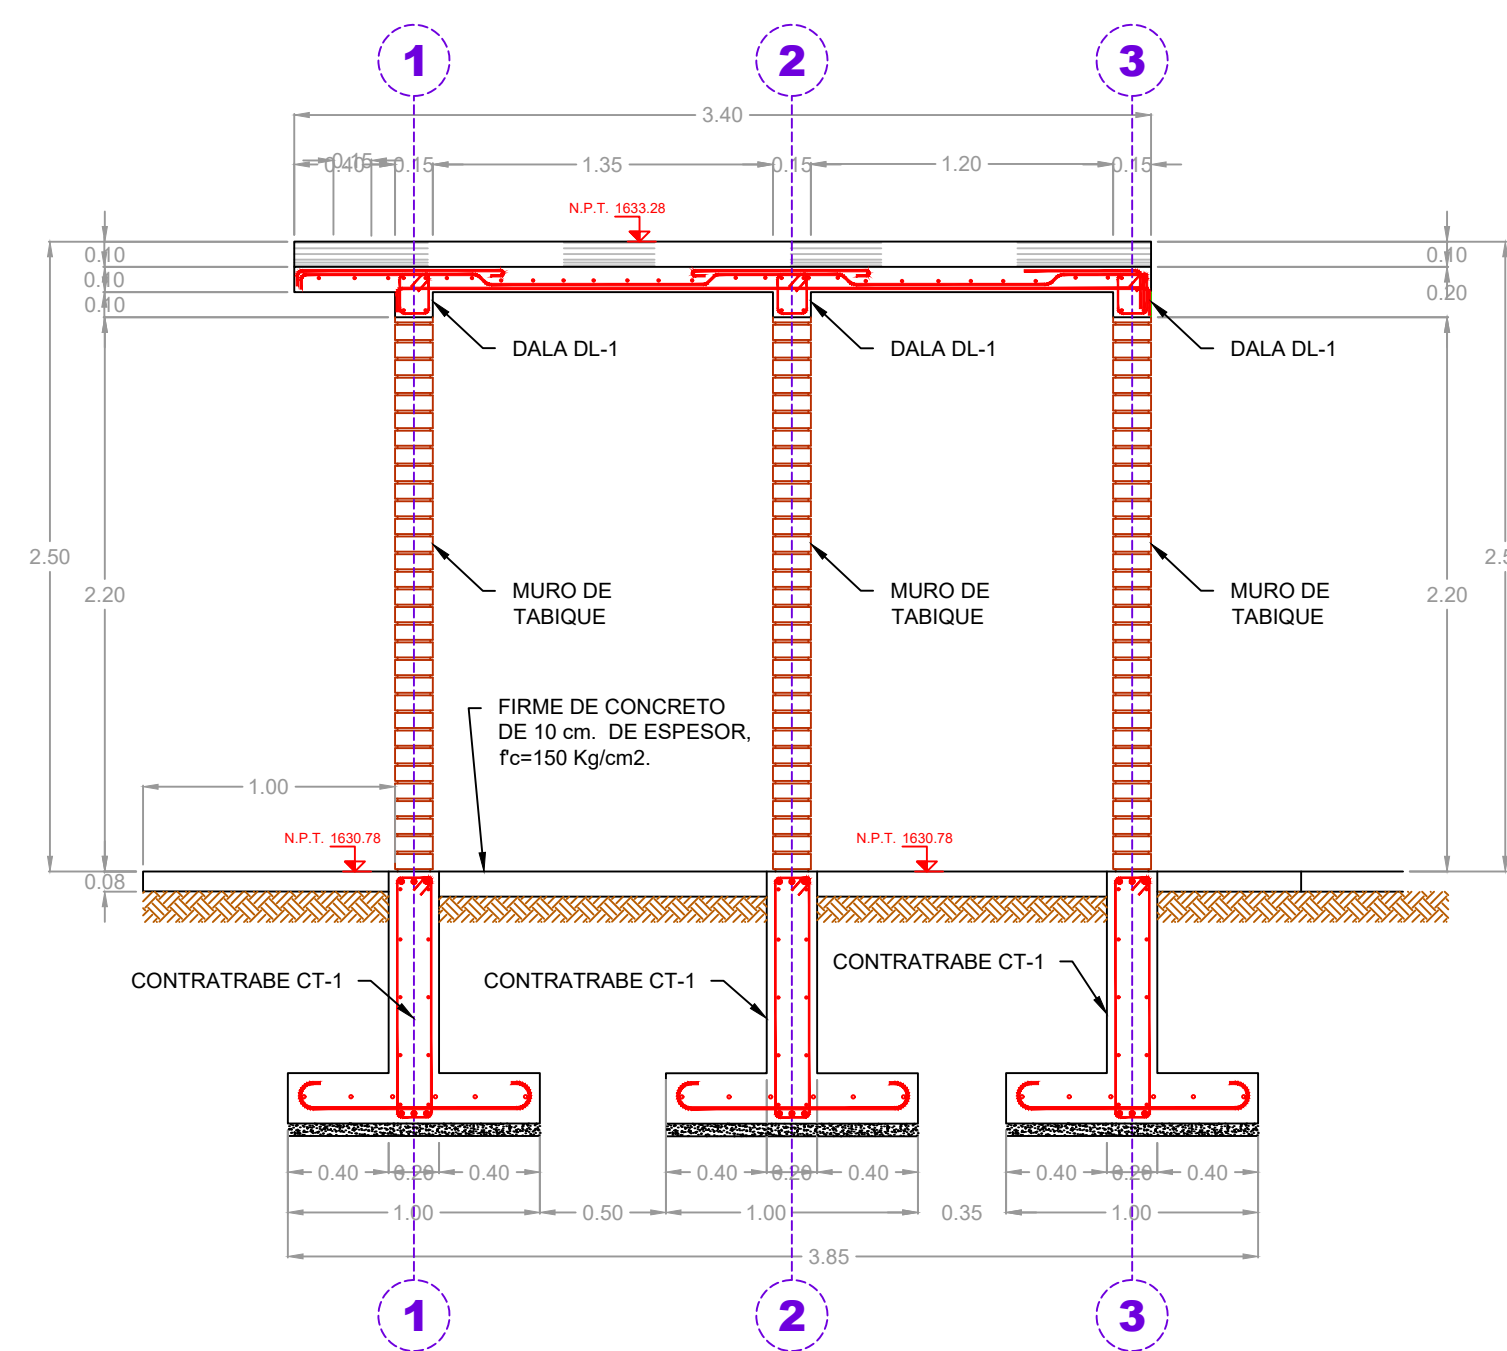 1 2 3
3.40
0.40 0.15 0.15 1.35 0.15 1.20 0.15
N.P.T. 1633.28
0.10 0.10
0.10 0.20
0.10
DALA DL-1 DALA DL-1 DALA DL-1
2.50
2.20 2.20
MURO DE
TABIQUE
MURO DE
TABIQUE
MURO DE
TABIQUE
FIRME DE CONCRETO
DE 10 cm. DE ESPESOR,
f'c=150 Kg/cm2.
1.00
N.P.T. 1630.78 N.P.T. 1630.78
0.08
CONTRATRABE CT-1 CONTRATRABE CT-1 CONTRATRABE CT-1
0.40 0.20 0.40 0.40 0.20 0.40 0.40 0.20 0.40
1.00 0.50 1.00 0.35 1.00
3.85
1 2 3